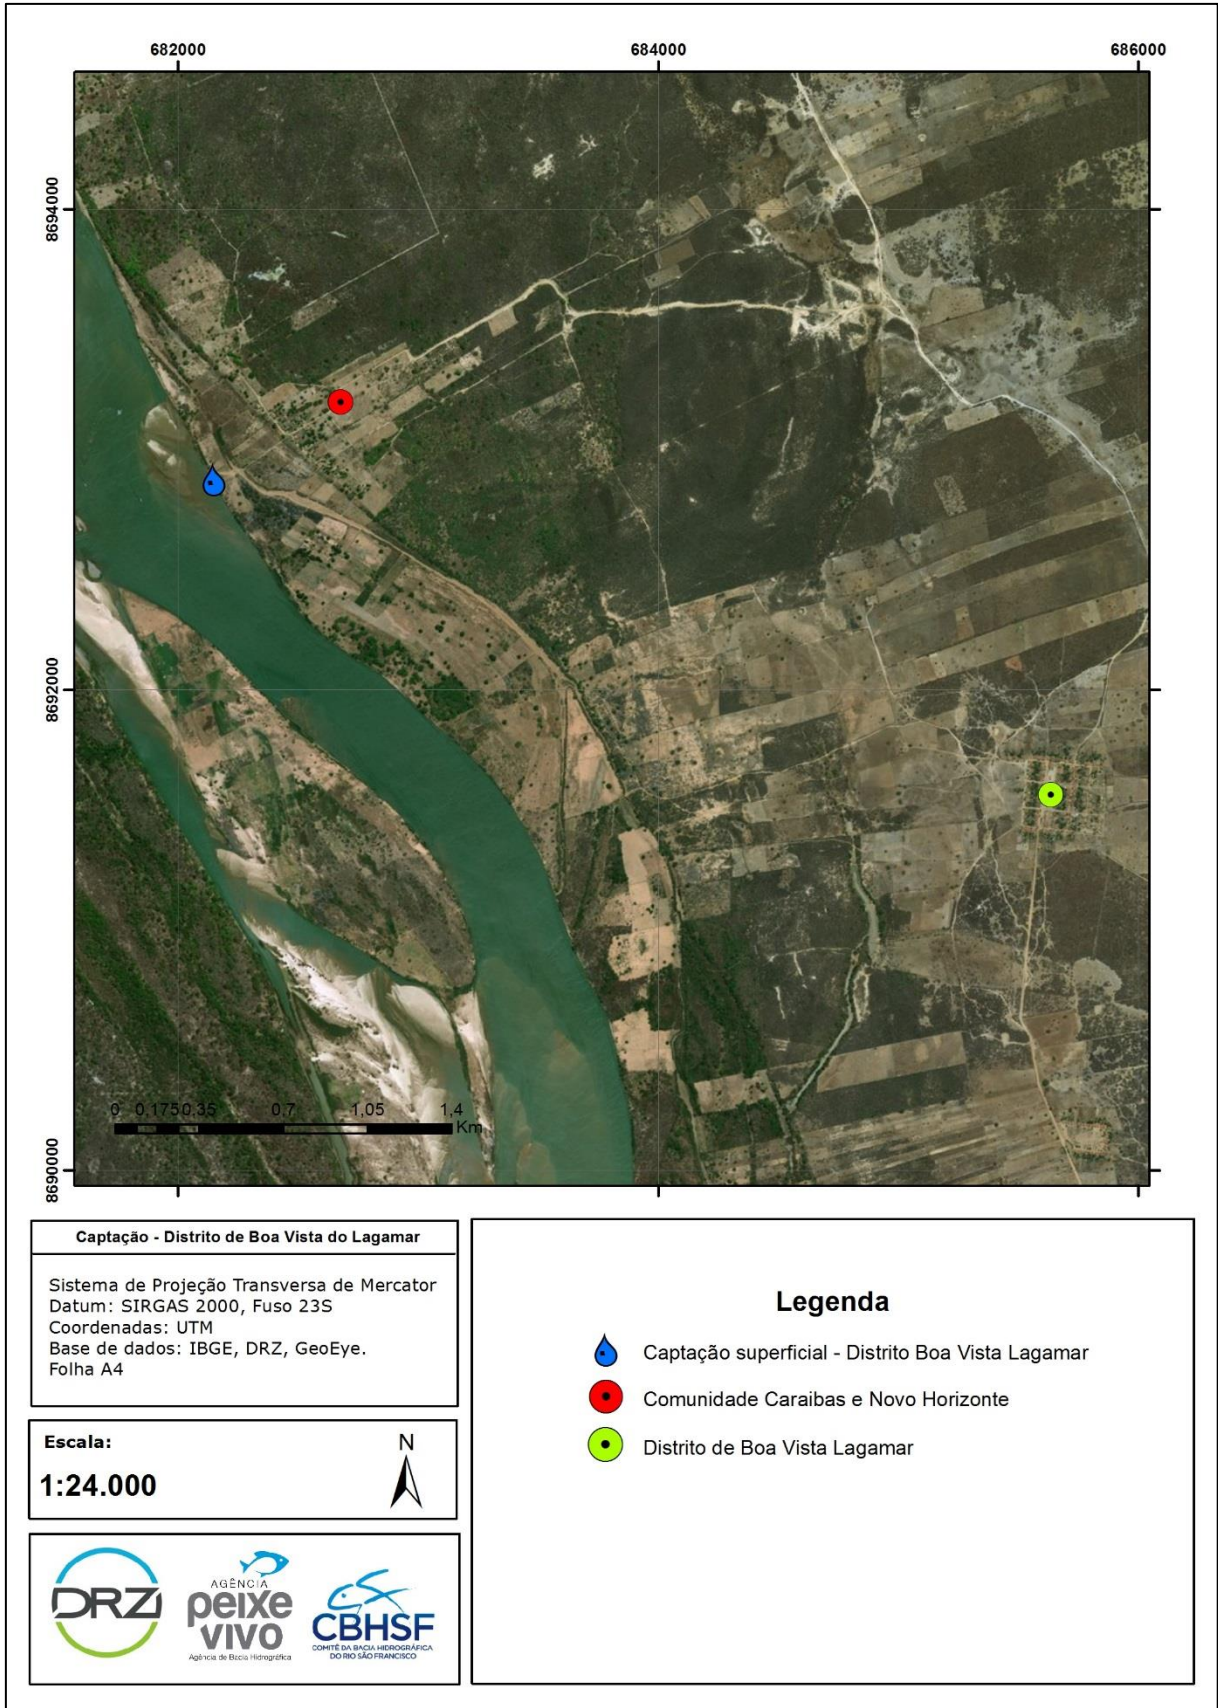 682000
684000
686000
8694000
8692000
8690000
0 0,175 0,35 0,7 1,05 1,4
Km
Captação - Distrito de Boa Vista do Lagamar
Sistema de Projeção Transversa de Mercator
Datum: SIRGAS 2000, Fuso 23S
Coordenadas: UTM
Base de dados: IBGE, DRZ, GeoEye.
Folha A4
Escala:
1:24.000
N
Legenda
Captação superficial - Distrito Boa Vista Lagamar
Comunidade Caraibas e Novo Horizonte
Distrito de Boa Vista Lagamar
DRZ
AGÊNCIA
peixe
VIVO
Agência de Bacia Hidrográfica
CBHSF
COMITÊ DA BACIA HIDROGRÁFICA
DO RIO SÃO FRANCISCO